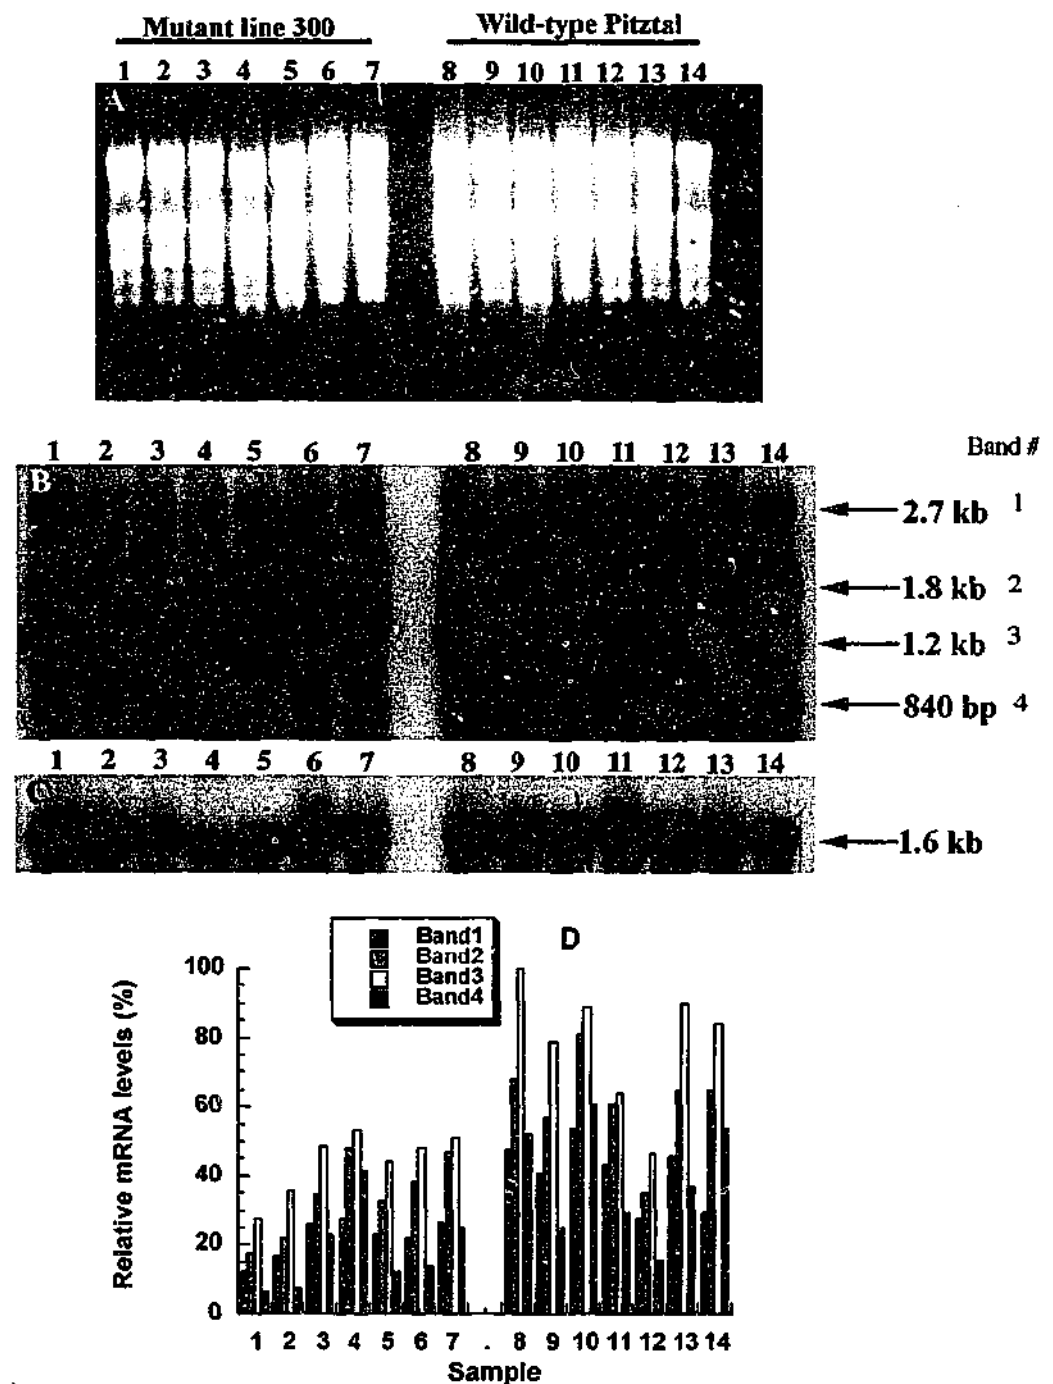 Mutant line 300 Wild-type Pitztal
1 2 3 4 5 6 7 8 9 10 11 12 13 14
A
1 2 3 4 5 6 7 8 9 10 11 12 13 14 Band #
B
2.7 kb 1
1.8 kb 2
1.2 kb 3
840 bp 4
1 2 3 4 5 6 7 8 9 10 11 12 13 14
C
1.6 kb
D
Band1
Band2
Band3
Band4
Relative mRNA levels (%)
100
80
60
40
20
0
1 2 3 4 5 6 7 . 8 9 10 11 12 13 14
Sample